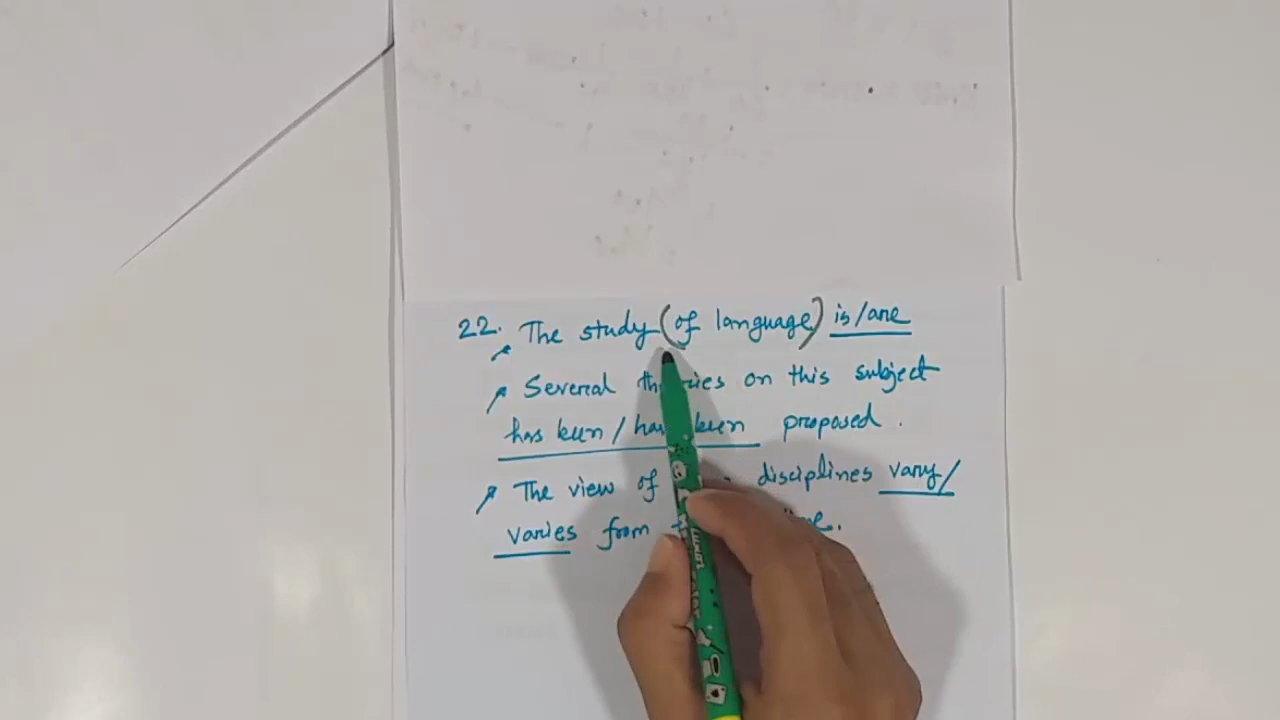 22. The study (of language) is/are
Several on this subject
has been / been proposed.
The view of disciplines vary/
varies from